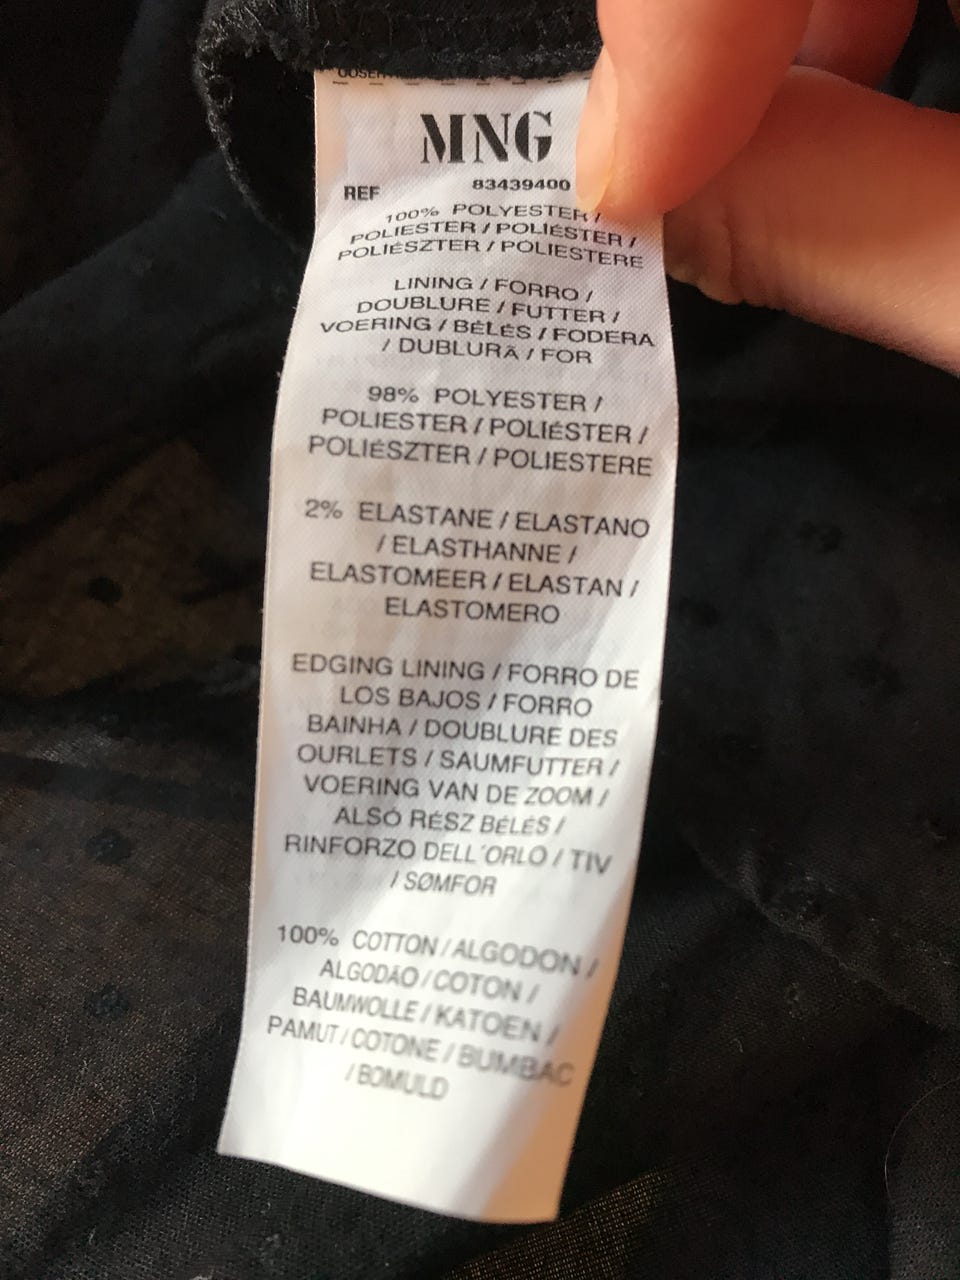 MNG
REF 83439400
100% POLYESTER /
POLIESTER / POLIÉSTER /
POLIÉSZTER / POLIESTERE
LINING / FORRO /
DOUBLURE / FUTTER /
VOERING / BÉLÉS / FODERA
/ DUBLURĂ / FOR
98% POLYESTER /
POLIESTER / POLIÉSTER /
POLIÉSZTER / POLIESTERE
2% ELASTANE / ELASTANO
/ ELASTHANNE /
ELASTOMEER / ELASTAN /
ELASTOMERO
EDGING LINING / FORRO DE
LOS BAJOS / FORRO
BAINHA / DOUBLURE DES
OURLETS / SAUMFUTTER /
VOERING VAN DE ZOOM /
ALSÓ RÉSZ BÉLÉS /
RINFORZO DELL´ORLO / TIV
/ SØMFOR
100% COTTON / ALGODON /
ALGODAO / COTON /
BAUMWOLLE / KATOEN /
PAMUT / COTONE / BUMBAC
/ BOMULD